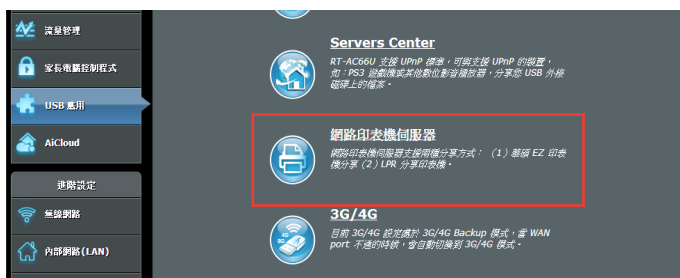 流量管理
家長電腦控制程式
USB 應用
AiCloud
進階設定
無線網路
內部網路(LAN)
Servers Center
RT-AC66U 支援 UPnP 標準，可與支援 UPnP 的裝置，
如：PS3 遊戲機或其他數位影音播放器，分享您 USB 外接
磁碟上的檔案。
網路印表機伺服器
網路印表機伺服器支援兩種分享方式： （1）華碩 EZ 印表
機分享（2）LPR 分享印表機。
3G/4G
目前 3G/4G 設定處於 3G/4G Backup 模式，當 WAN
port 不通的時候，會自動切換到 3G/4G 模式。